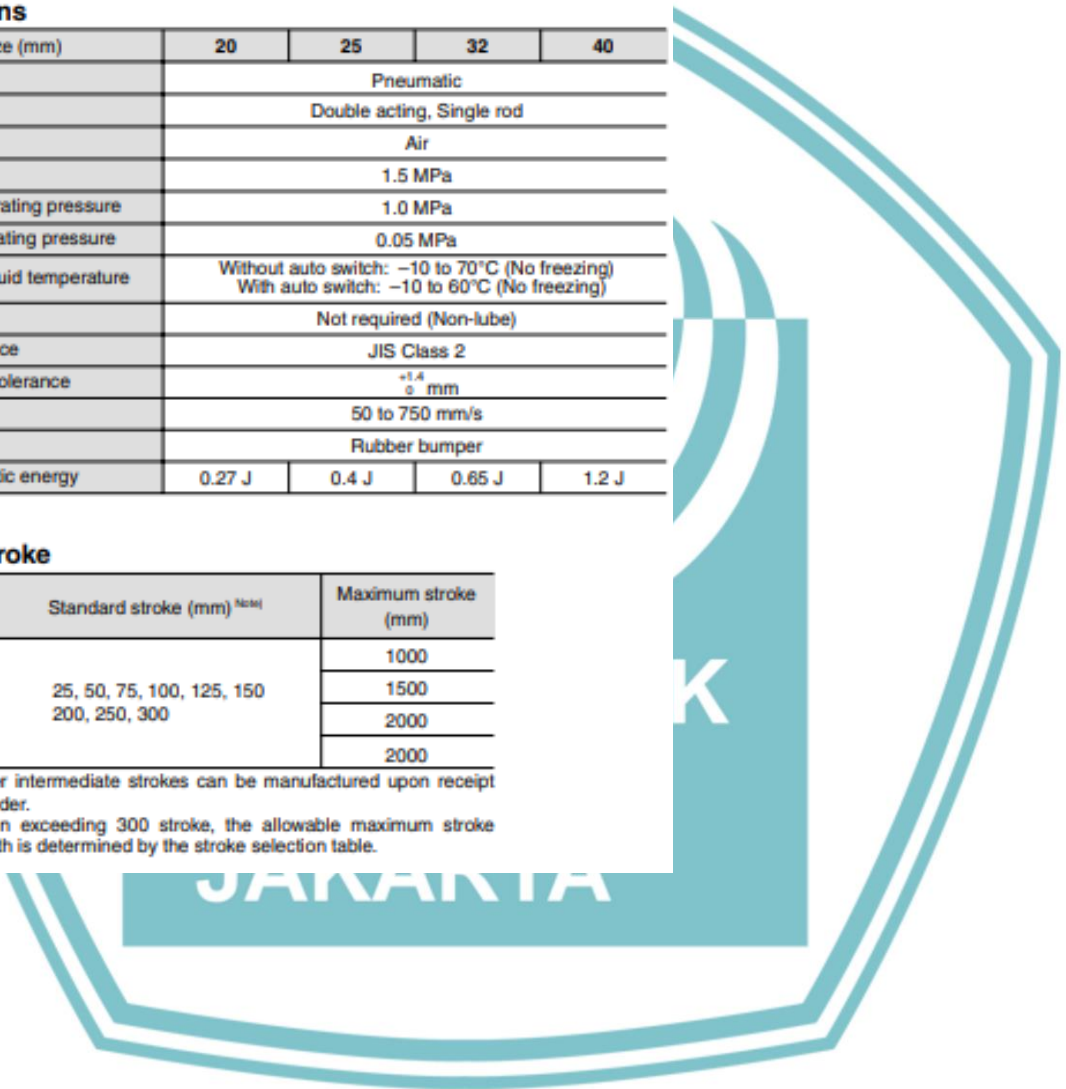 ns
ze (mm) 20 25 32 40
Pneumatic
Double acting, Single rod
Air
1.5 MPa
rating pressure 1.0 MPa
ating pressure 0.05 MPa
uid temperature Without auto switch: –10 to 70°C (No freezing)
With auto switch: –10 to 60°C (No freezing)
Not required (Non-lube)
ce JIS Class 2
tolerance +1.4 0 mm
50 to 750 mm/s
Rubber bumper
tic energy 0.27 J 0.4 J 0.65 J 1.2 J
roke
Standard stroke (mm) Note) Maximum stroke
(mm)
1000
25, 50, 75, 100, 125, 150 1500
200, 250, 300 2000
2000
r intermediate strokes can be manufactured upon receipt
der.
n exceeding 300 stroke, the allowable maximum stroke
th is determined by the stroke selection table.
K
JAKARTA